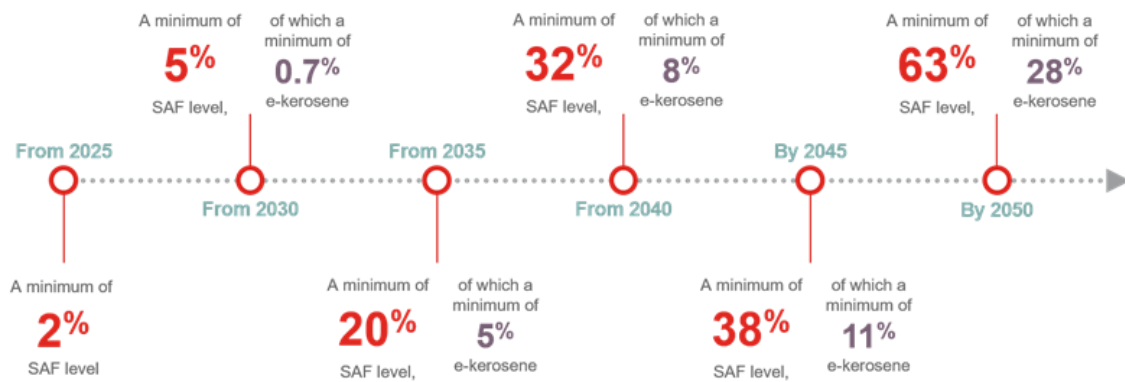 From 2025
A minimum of
2%
SAF level
A minimum of
5%
SAF level,
of which a
minimum of
0.7%
e-kerosene
From 2030
From 2035
A minimum of
20%
SAF level,
of which a
minimum of
5%
e-kerosene
A minimum of
32%
SAF level,
of which a
minimum of
8%
e-kerosene
From 2040
By 2045
A minimum of
38%
SAF level,
of which a
minimum of
11%
e-kerosene
A minimum of
63%
SAF level,
of which a
minimum of
28%
e-kerosene
By 2050